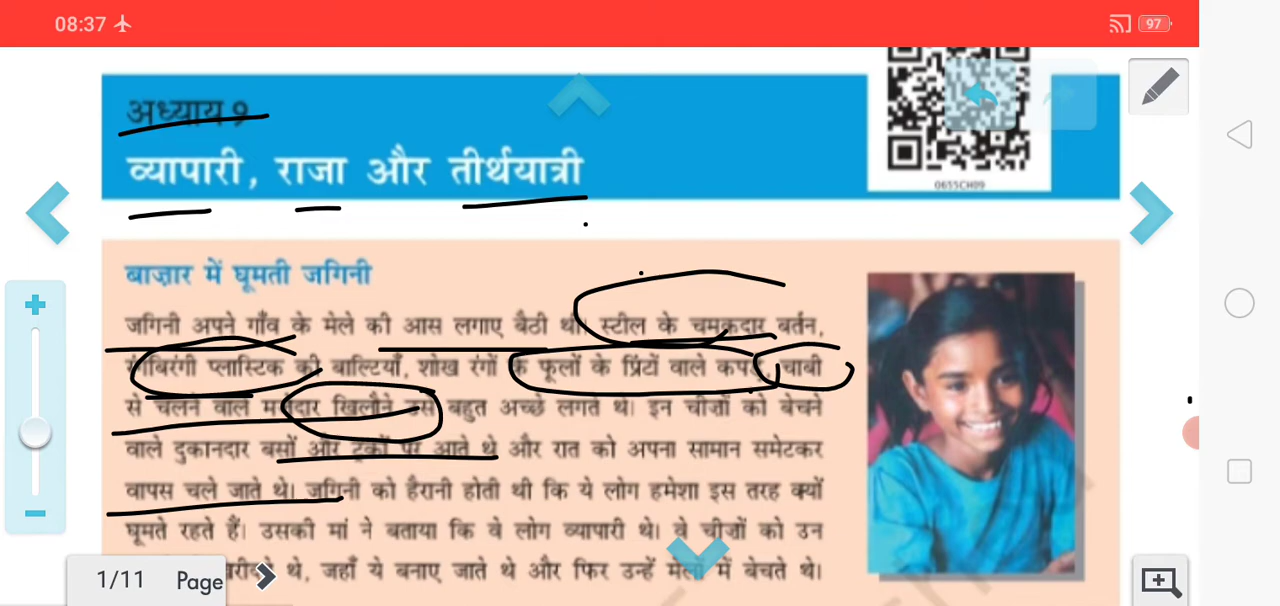 08:37
97
अध्याय 9
व्यापारी, राजा और तीर्थयात्री
0655CH09
बाज़ार में घूमती जगिनी
जगिनी अपने गाँव के मेले की आस लगाए बैठी थी। स्टील के चमकदार बर्तन,
रंगबिरंगी प्लास्टिक की बाल्टियाँ, शोख रंगों के फूलों के प्रिंटों वाले कपड़े, चाबी
से चलने वाले मज़ेदार खिलौने उसे बहुत अच्छे लगते थे। इन चीज़ों को बेचने
वाले दुकानदार बसों और ट्रकों पर आते थे और रात को अपना सामान समेटकर
वापस चले जाते थे। जगिनी को हैरानी होती थी कि ये लोग हमेशा इस तरह क्यों
घूमते रहते हैं। उसकी मां ने बताया कि वे लोग व्यापारी थे। वे चीज़ों को उन
थे, जहाँ ये बनाए जाते थे और फिर उन्हें मेलों में बेचते थे।
1/11 Page